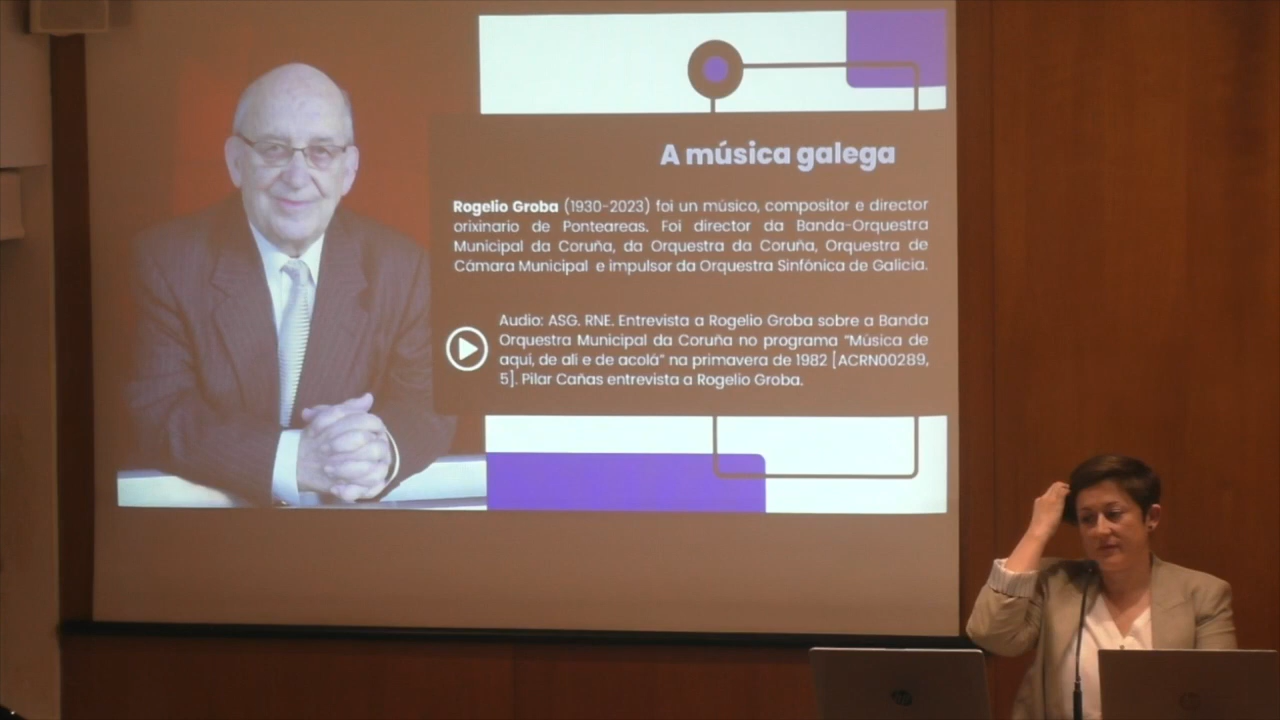 A música galega
Rogelio Groba (1930-2023) foi un músico, compositor e director
orixinario de Ponteareas. Foi director da Banda-Orquestra
Municipal da Coruña, da Orquestra da Coruña, Orquestra de
Cámara Municipal e impulsor da Orquestra Sinfónica de Galicia.
Audio: ASG. RNE. Entrevista a Rogelio Groba sobre a Banda
Orquestra Municipal da Coruña no programa "Música de
aquí, de alí e de acolá" na primavera de 1982 [ACRN00289,
5]. Pilar Cañas entrevista a Rogelio Groba.
hp